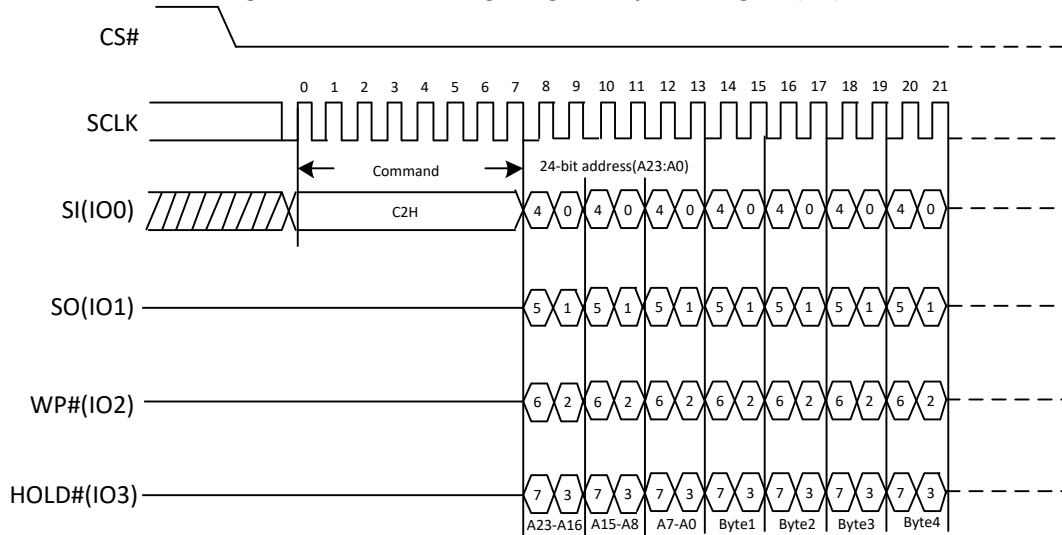 CS#
0 1 2 3 4 5 6 7 8 9 10 11 12 13 14 15 16 17 18 19 20 21
SCLK
Command 24-bit address(A23:A0)
SI(IO0) C2H 4 0 4 0 4 0 4 0 4 0 4 0 4 0
SO(IO1) 5 1 5 1 5 1 5 1 5 1 5 1 5 1
WP#(IO2) 6 2 6 2 6 2 6 2 6 2 6 2 6 2
HOLD#(IO3) 7 3 7 3 7 3 7 3 7 3 7 3 7 3
A23-A16 A15-A8 A7-A0 Byte1 Byte2 Byte3 Byte4